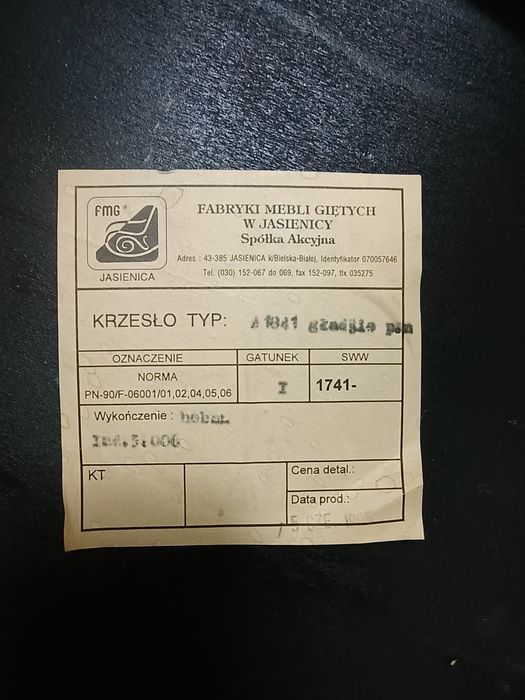 FMG®
JASIENICA
FABRYKI MEBLI GIĘTYCH
W JASIENICY
Spółka Akcyjna
Adres : 43-385 JASIENICA k/Bielska-Białej, Identyfikator 070057646
Tel. (030) 152-067 do 069, fax 152-097, tlx 035275
KRZESŁO TYP: A 1841 gładkie
OZNACZENIE GATUNEK SWW
NORMA
PN-90/F-06001/01,02,04,05,06 I 1741-
Wykończenie :
KT
Cena detal.:
Data prod.: